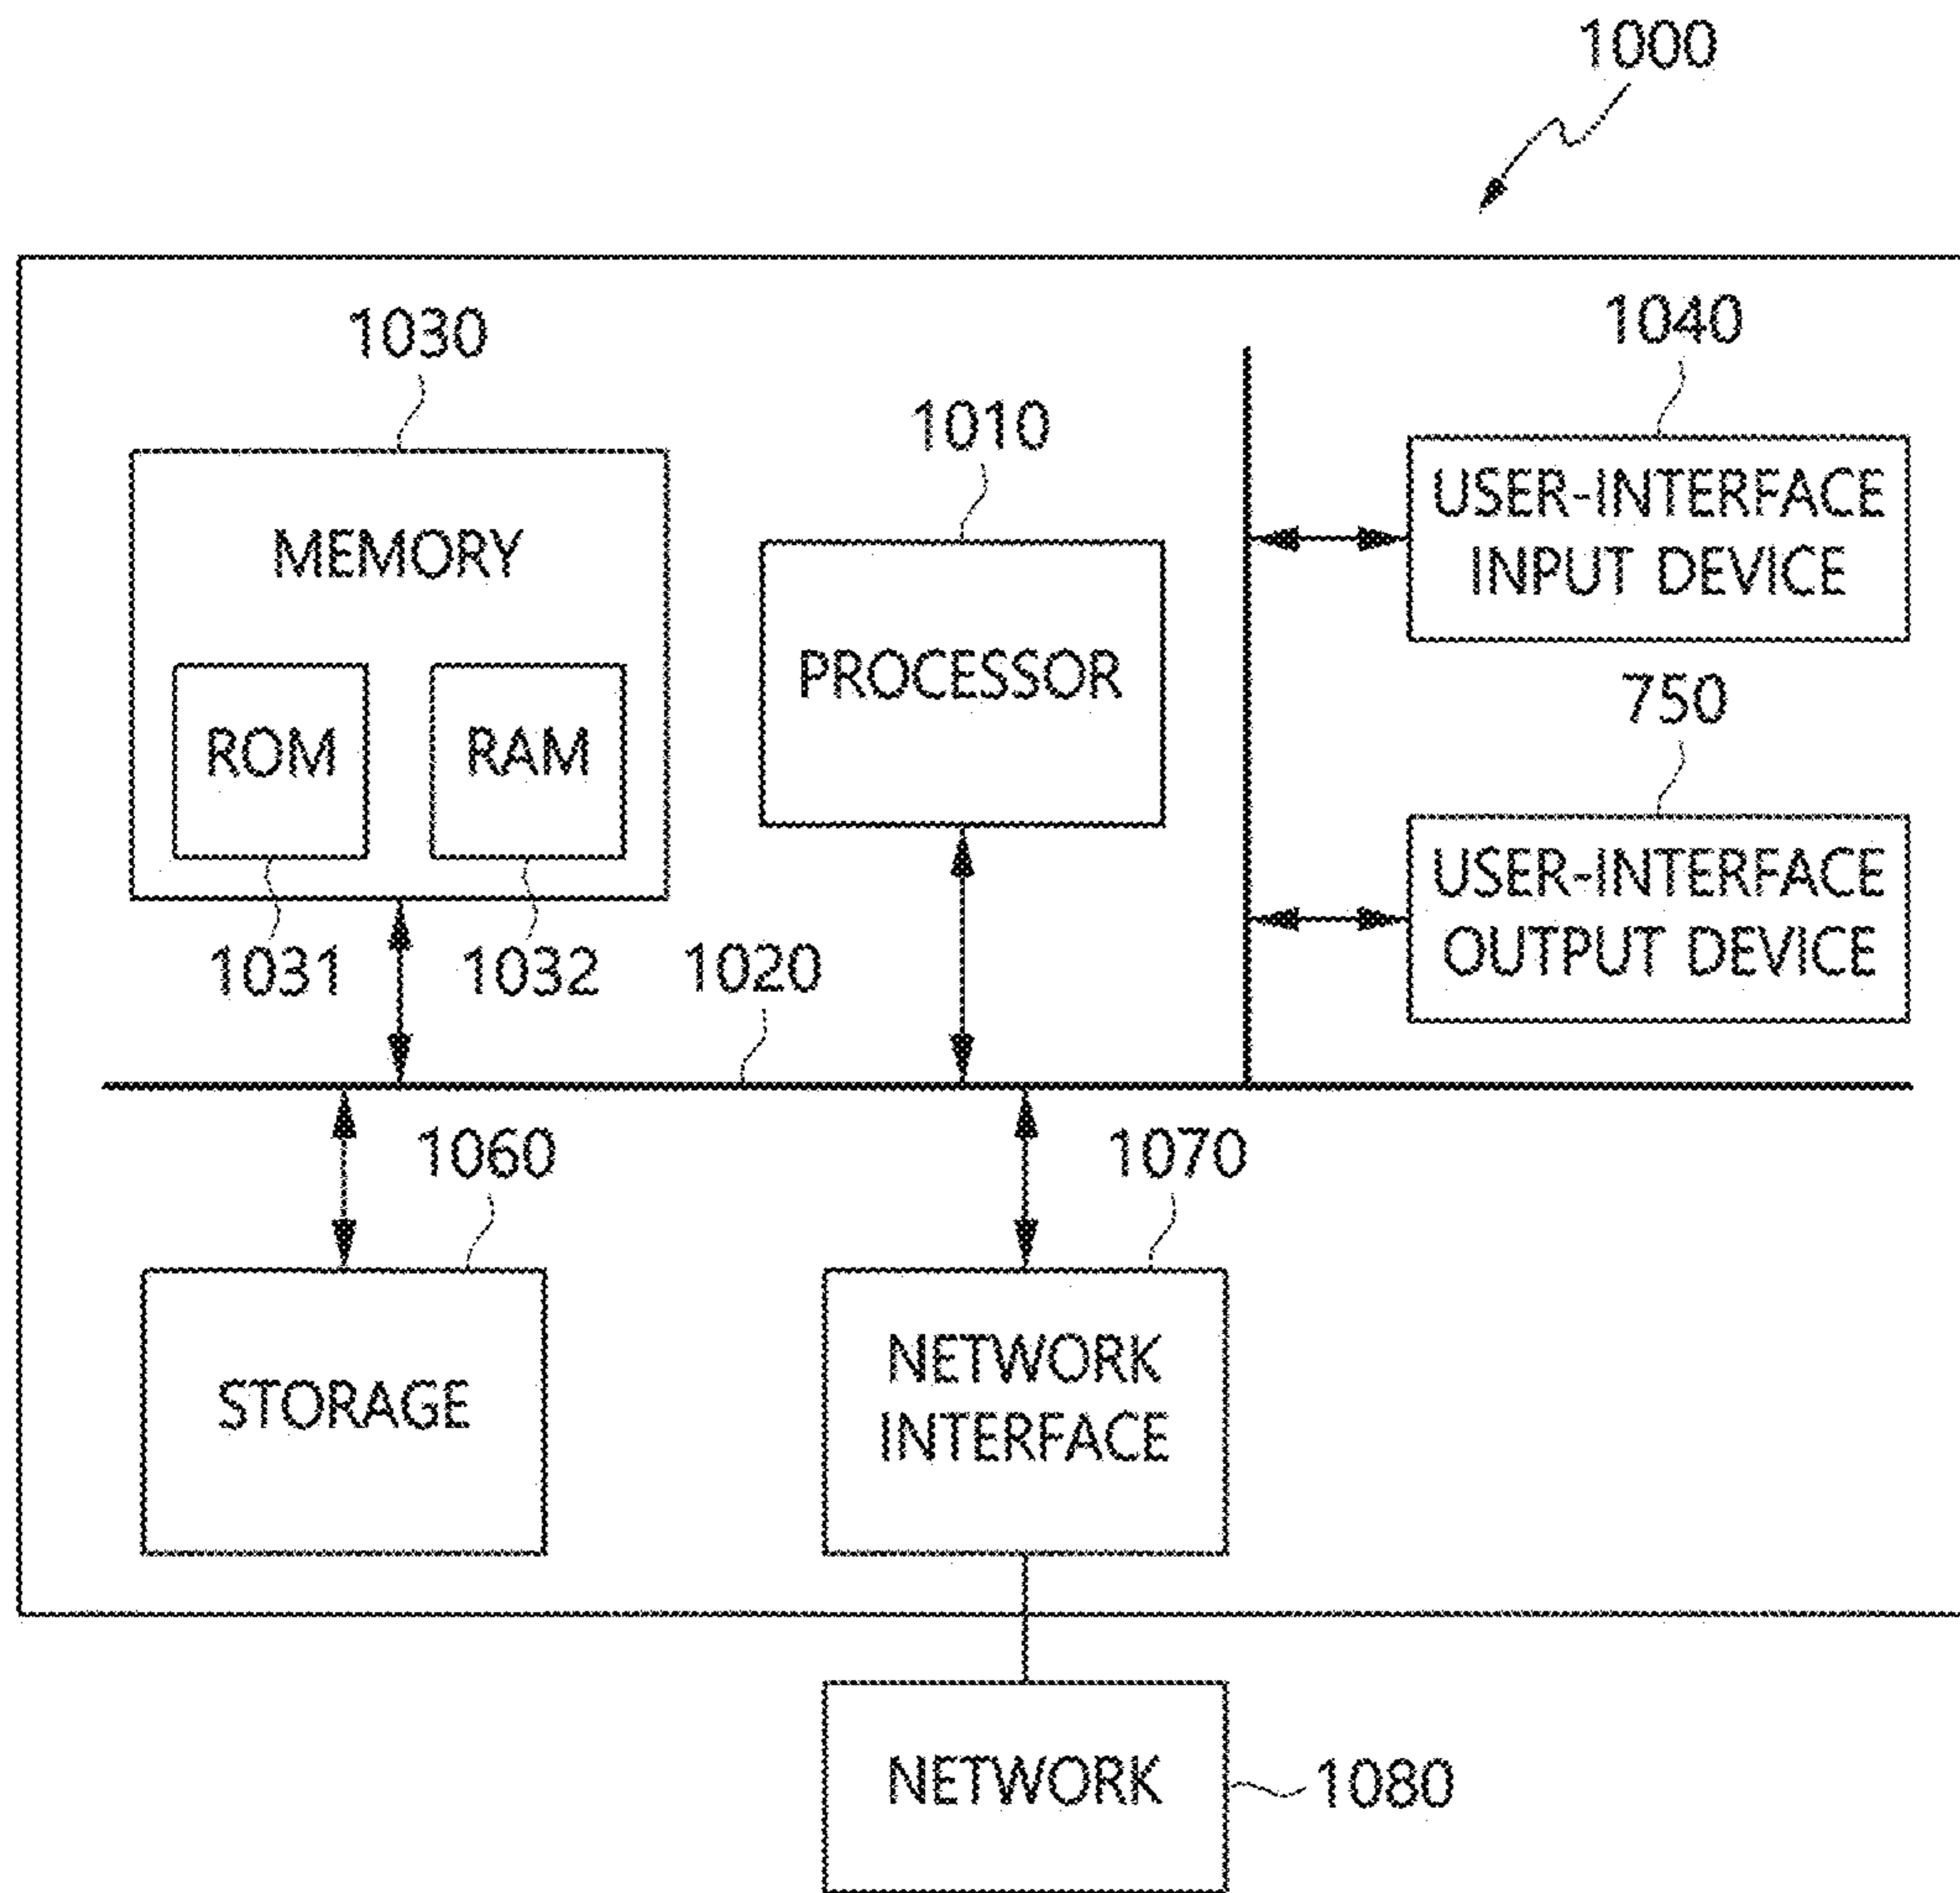 1000
1030
1010
1040
MEMORY
PROCESSOR
USER-INTERFACE
INPUT DEVICE
ROM
RAM
750
USER-INTERFACE
OUTPUT DEVICE
1031
1032
1020
1060
1070
STORAGE
NETWORK
INTERFACE
NETWORK
1080